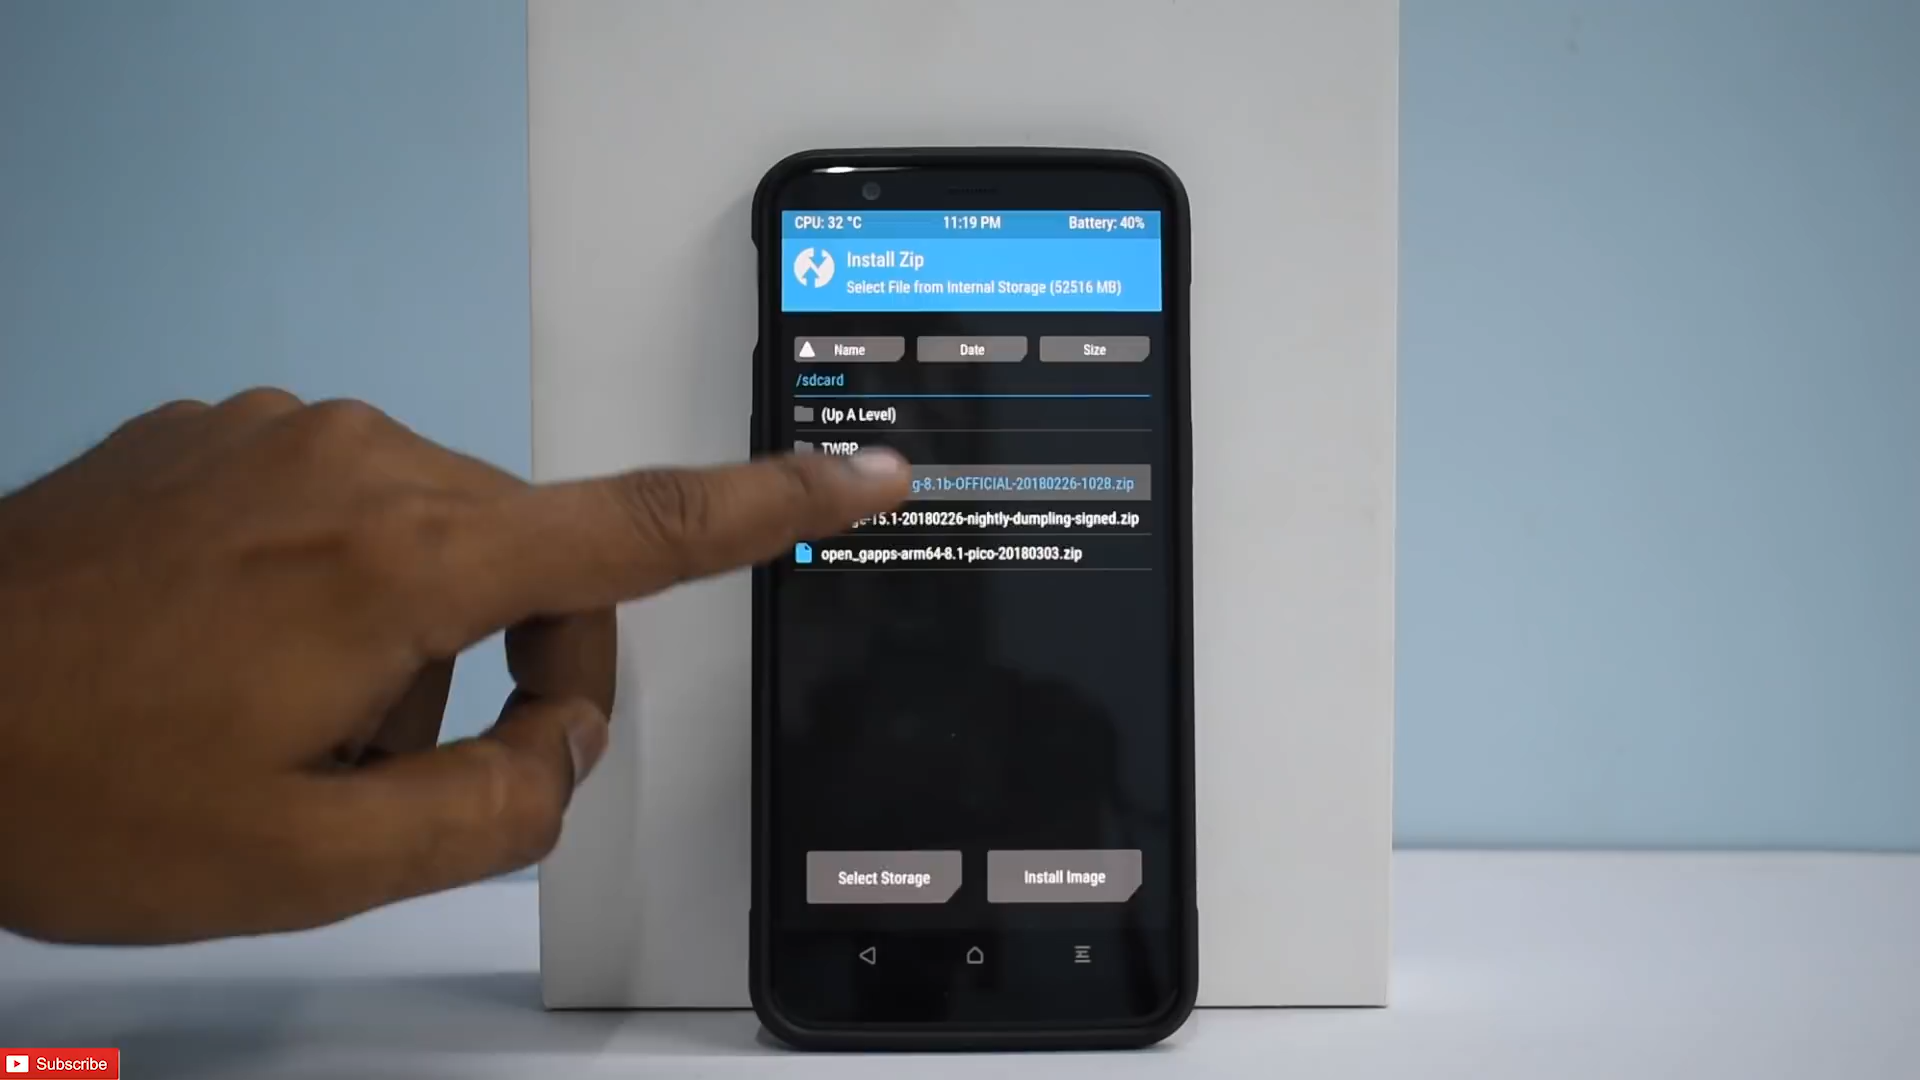 CPU: 32 °C 11:19 PM Battery: 40%
Install Zip
Select File from Internal Storage (52516 MB)
Name Date Size
/sdcard
(Up A Level)
TWRP
g-8.1b-OFFICIAL-20180226-1028.zip
ge-15.1-20180226-nightly-dumpling-signed.zip
open_gapps-arm64-8.1-pico-20180303.zip
Select Storage Install Image
Subscribe